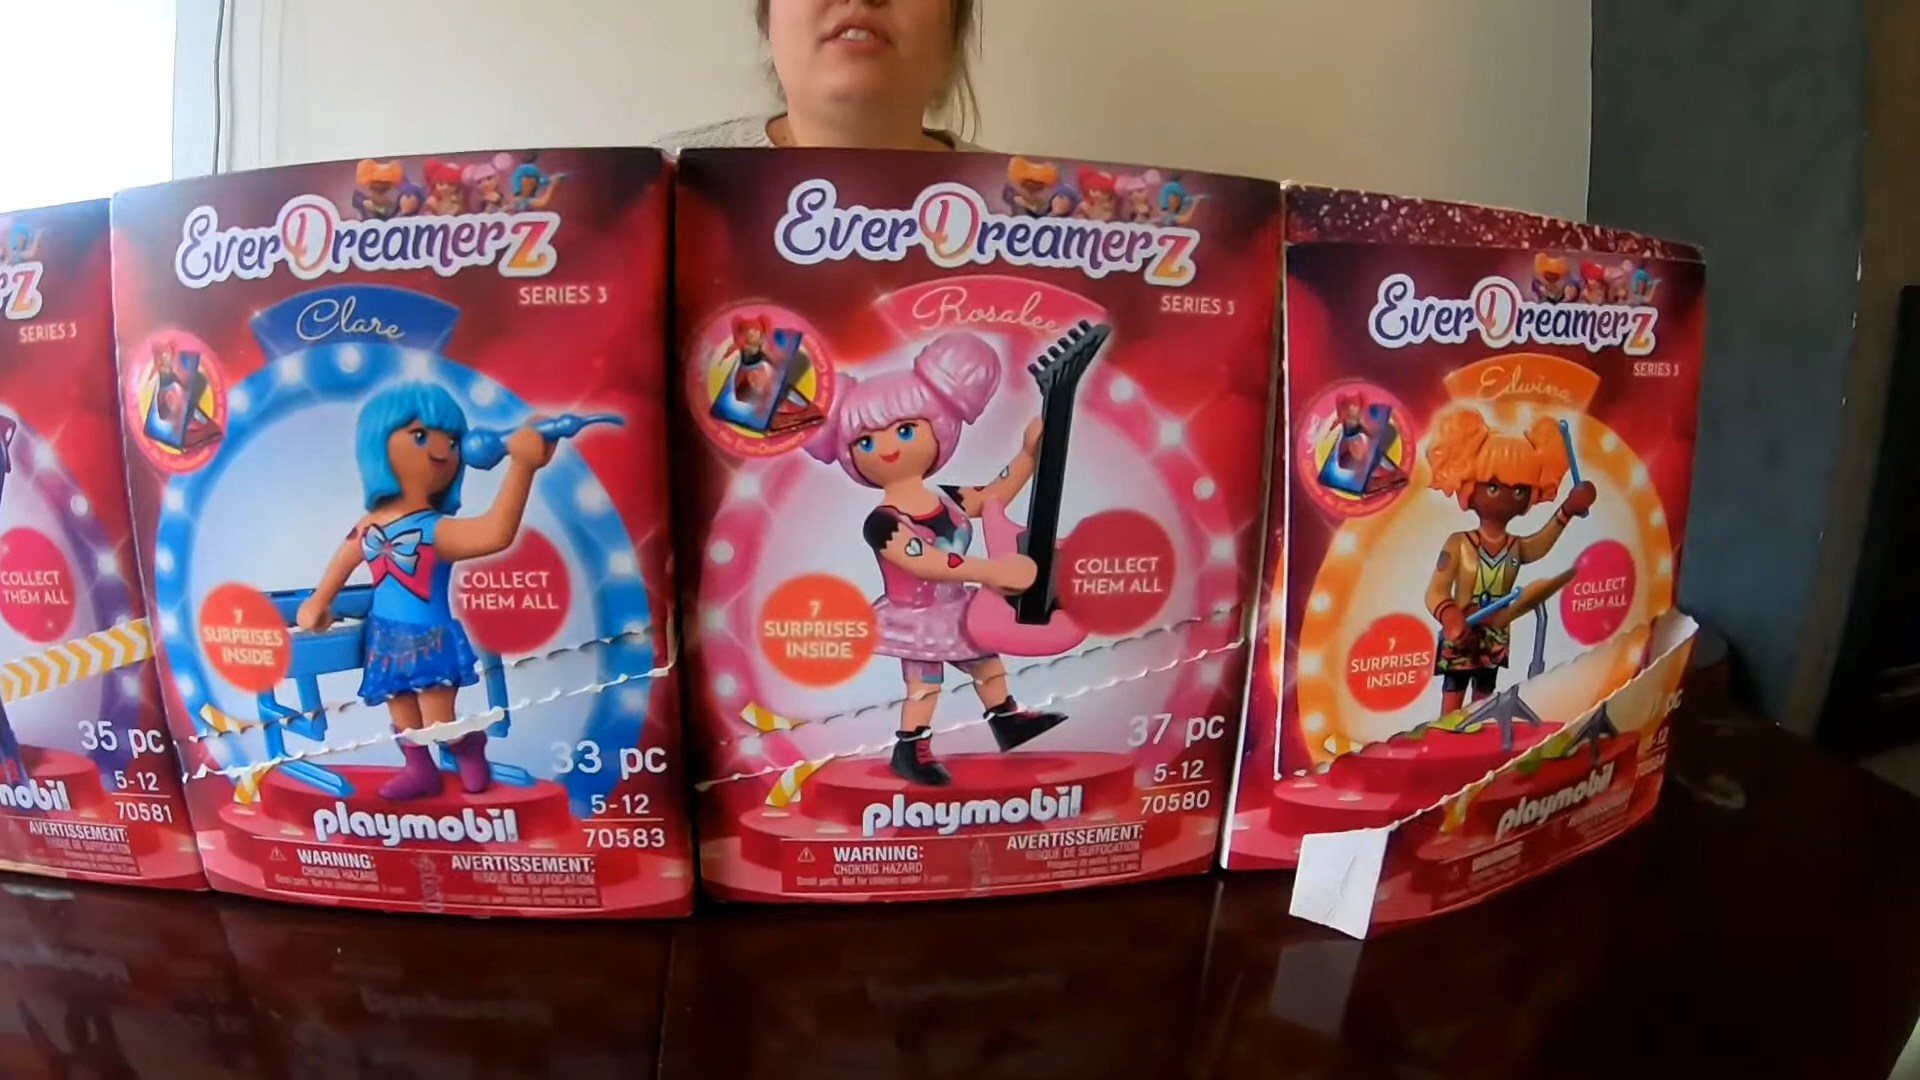 SERIES 3
COLLECT
THEM ALL
35 pc
5-12
70581
AVERTISSEMENT:
EverDreamerz
SERIES 3
Clare
COLLECT
THEM ALL
7
SURPRISES
INSIDE
33 pc
5-12
70583
playmobil
WARNING:
CHOKING HAZARD
AVERTISSEMENT:
RISQUE DE SUFFOCATION
EverDreamerz
SERIES 3
Rosalee
COLLECT
THEM ALL
7
SURPRISES
INSIDE
37 pc
5-12
70580
playmobil
WARNING:
CHOKING HAZARD
AVERTISSEMENT:
RISQUE DE SUFFOCATION
EverDreamerz
SERIES 3
Edwina
COLLECT
THEM ALL
7
SURPRISES
INSIDE
playmobil
WARNING: